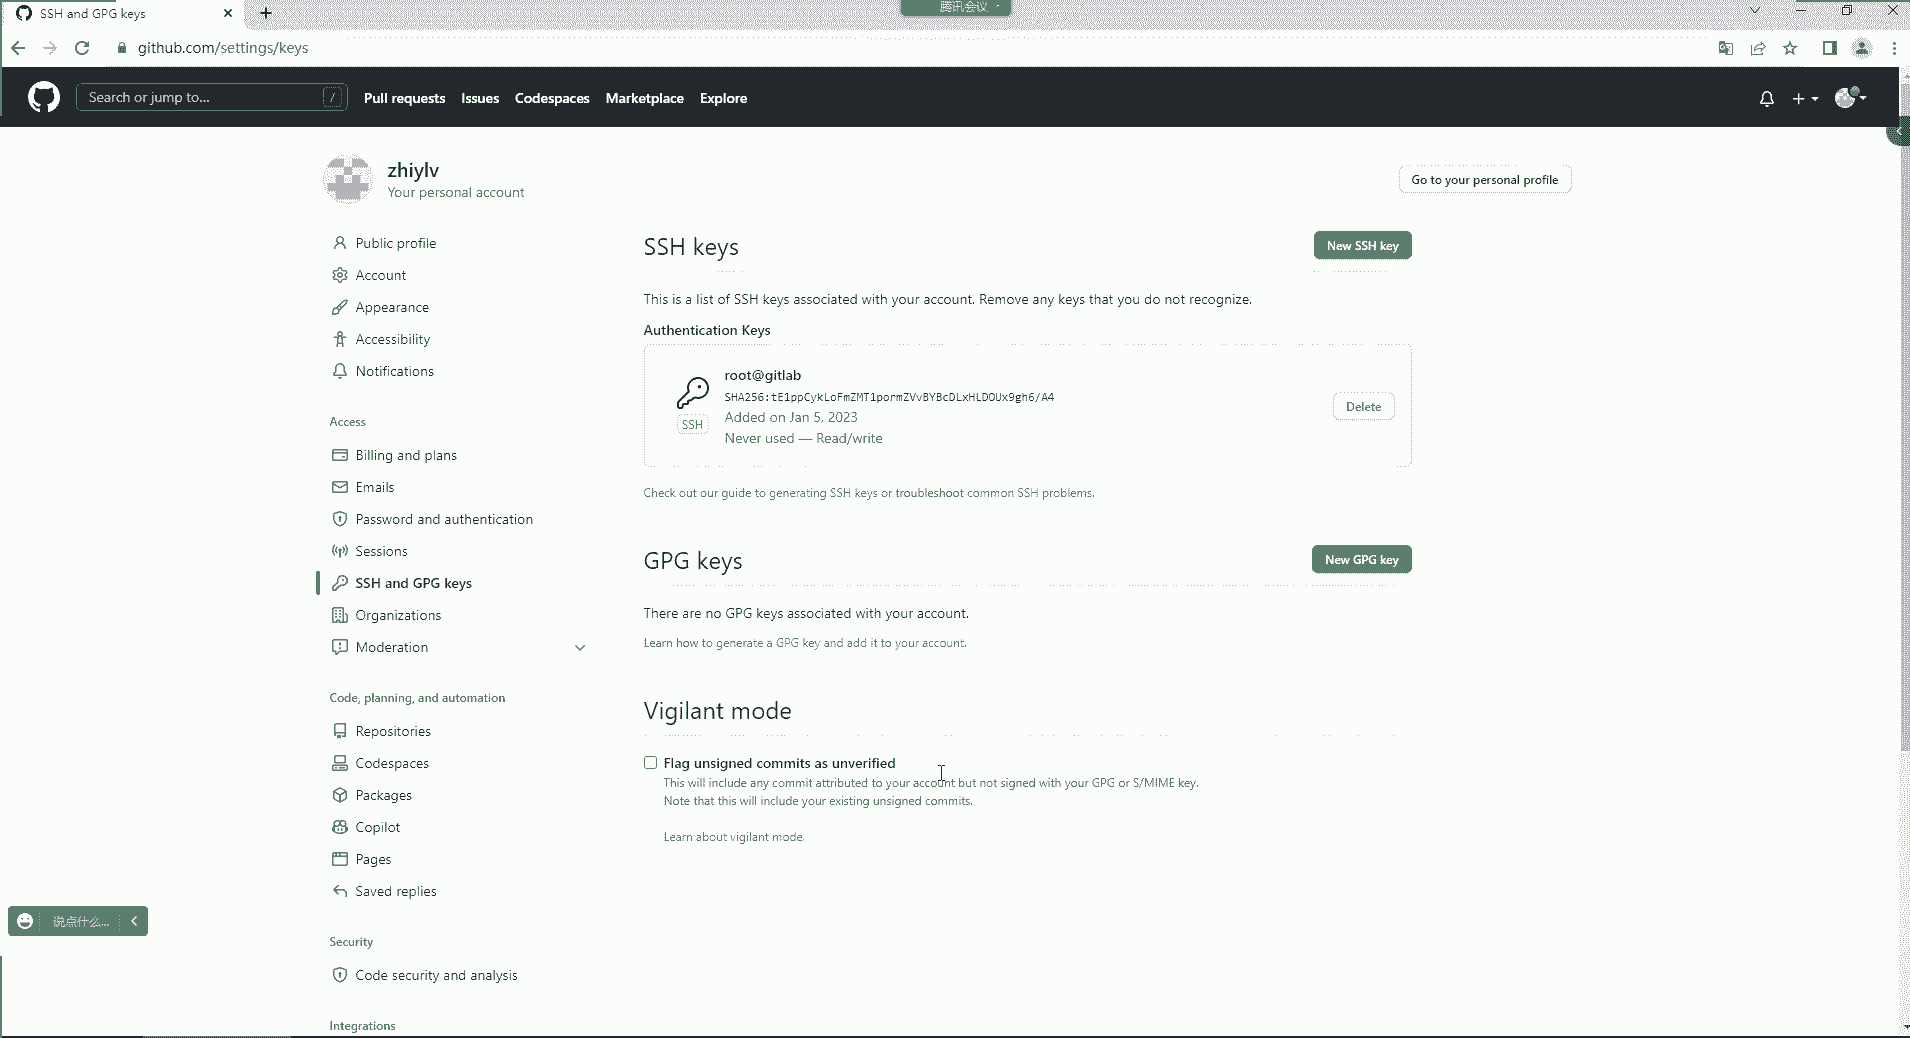 SSH and GPG keys
腾讯会议
github.com/settings/keys
Search or jump to...
/
Pull requests
Issues
Codespaces
Marketplace
Explore
zhiylv
Your personal account
Go to your personal profile
Public profile
Account
Appearance
Accessibility
Notifications
Access
Billing and plans
Emails
Password and authentication
Sessions
SSH and GPG keys
Organizations
Moderation
Code, planning, and automation
Repositories
Codespaces
Packages
Copilot
Pages
Saved replies
Security
Code security and analysis
Integrations
SSH keys
New SSH key
This is a list of SSH keys associated with your account. Remove any keys that you do not recognize.
Authentication Keys
root@gitlab
SHA256:tE1ppCykLoFmZMT1pormZVvBYBcDLxHLDOUx9gh6/A4
Added on Jan 5, 2023
Never used — Read/write
SSH
Delete
Check out our guide to generating SSH keys or troubleshoot common SSH problems.
GPG keys
New GPG key
There are no GPG keys associated with your account.
Learn how to generate a GPG key and add it to your account.
Vigilant mode
Flag unsigned commits as unverified
This will include any commit attributed to your account but not signed with your GPG or S/MIME key.
Note that this will include your existing unsigned commits.
Learn about vigilant mode.
说点什么...